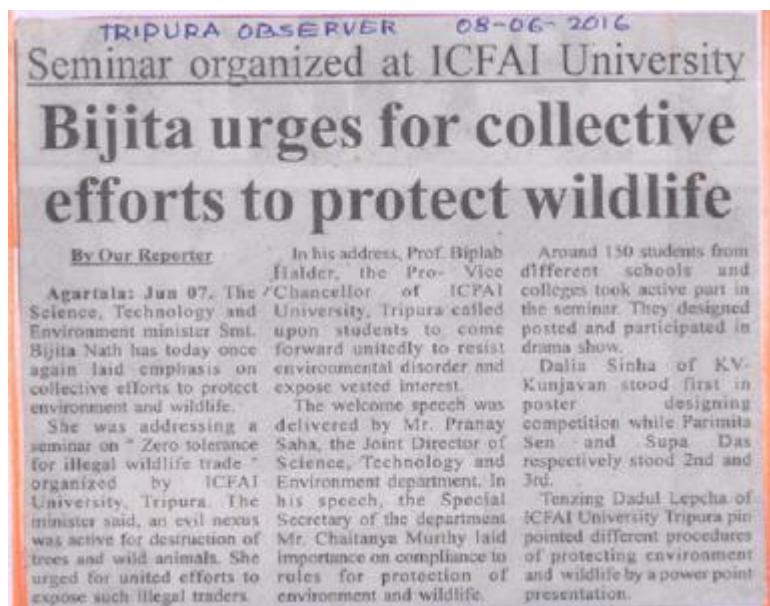 TRIPURA OBSERVER 08-06-2016
Seminar organized at ICFAI University
Bijita urges for collective
efforts to protect wildlife
By Our Reporter
Agartala: Jun 07. The
Science, Technology and
Environment minister Smt.
Bijita Nath has today once
again laid emphasis on
collective efforts to protect
environment and wildlife.
She was addressing a
seminar on " Zero tolerance
for illegal wildlife trade "
organized by ICFAI
University, Tripura. The
minister said, an evil nexus
was active for destruction of
trees and wild animals. She
urged for united efforts to
expose such illegal traders.
In his address, Prof. Biplab
Halder, the Pro- Vice
Chancellor of ICFAI
University, Tripura called
upon students to come
forward unitedly to resist
environmental disorder and
expose vested interest.
The welcome speech was
delivered by Mr. Pranay
Saha, the Joint Director of
Science, Technology and
Environment department. In
his speech, the Special
Secretary of the department
Mr. Chaitanya Murthy laid
importance on compliance to
rules for protection of
environment and wildlife.
Around 150 students from
different schools and
colleges took active part in
the seminar. They designed
posted and participated in
drama show.
Dalia Sinha of KV-
Kunjavan stood first in
poster designing
competition while Parimita
Sen and Supa Das
respectively stood 2nd and
3rd.
Tenzing Dadul Lepcha of
ICFAI University Tripura pin
pointed different procedures
of protecting environment
and wildlife by a power point
presentation.